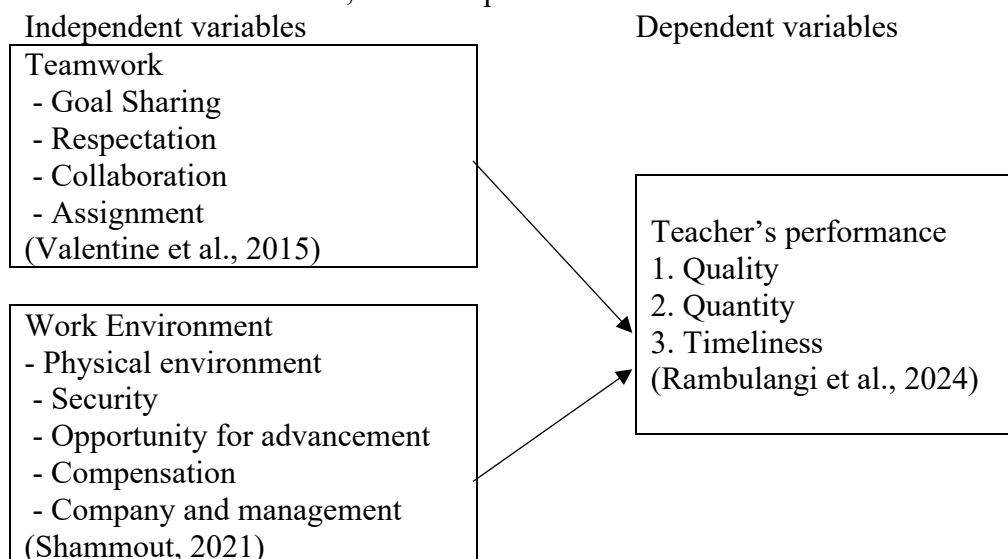 Independent variables
Dependent variables
Teamwork
- Goal Sharing
- Respectation
- Collaboration
- Assignment
(Valentine et al., 2015)
Work Environment
- Physical environment
- Security
- Opportunity for advancement
- Compensation
- Company and management
(Shammout, 2021)
Teacher’s performance
1. Quality
2. Quantity
3. Timeliness
(Rambulangi et al., 2024)